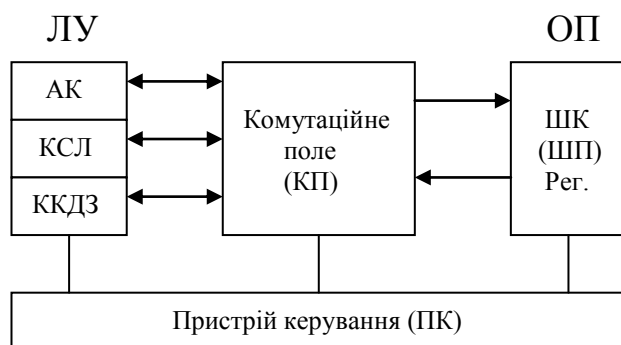 ЛУ
ОП
АК
КСЛ
ККДЗ
Комутаційне
поле
(КП)
ШК
(ШП)
Рег.
Пристрій керування (ПК)